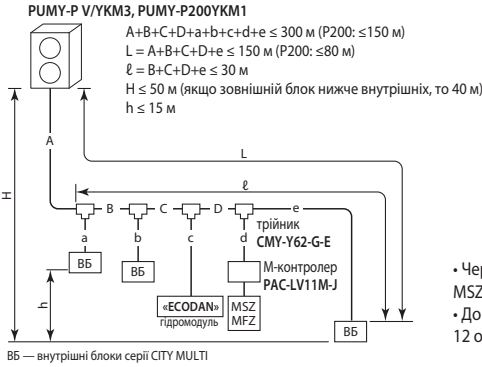 PUMY-P V/YKM3, PUMY-P200YKM1
A+B+C+D+a+b+c+d+e ≤ 300 м (P200: ≤150 м)
L = A+B+C+D+e ≤ 150 м (P200: ≤80 м)
ℓ = B+C+D+e ≤ 30 м
H ≤ 50 м (якщо зовнішній блок нижче внутрішніх, то 40 м)
h ≤ 15 м
A
L
H
ℓ
B C D e
трійник
CMY-Y62-G-E
a b c d
ВБ ВБ
М-контролер
PAC-LV11M-J
h
«ECODAN»
гідромодуль
MSZ
MFZ
ВБ
• Чер
MSZ
• До
12 о
ВБ — внутрішні блоки серії CITY MULTI